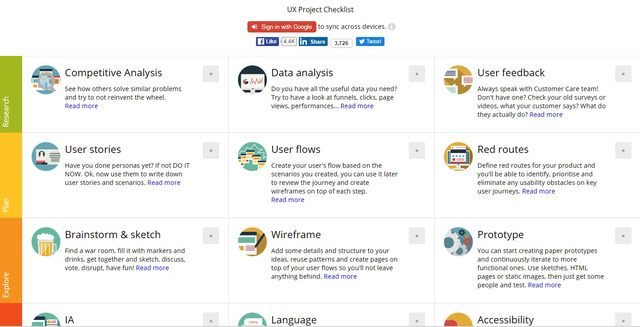 UX Project Checklist
Sign in with Google to sync across devices.
Like 4.4K Share 3,726 Tweet
Research
Competitive Analysis
See how others solve similar problems
and try to not reinvent the wheel.
Read more
Data analysis
Do you have all the useful data you need?
Try to have a look at funnels, clicks, page
views, performances... Read more
User feedback
Always speak with Customer Care team!
Don't have one? Check your old surveys or
videos, what your customer says? What do
they actually do? Read more
Plan
User stories
Have you done personas yet? If not DO IT
NOW. Ok, now use them to write down
user stories and scenarios. Read more
User flows
Create your user's flow based on the
scenarios you created, you can use it later
to review the journey and create
wireframes on top of each step.
Read more
Red routes
Define red routes for your product and
you'll be able to identify, prioritise and
eliminate any usability obstacles on key
user journeys. Read more
Explore
Brainstorm & sketch
Find a war room, fill it with markers and
drinks, get together and sketch, discuss,
vote, disrupt, have fun! Read more
Wireframe
Add some details and structure to your
ideas, reuse patterns and create pages on
top of your user flows so you'll not leave
anything behind. Read more
Prototype
You can start creating paper prototypes
and continuously iterate to more
functional ones. Use sketches, HTML
pages or static images, then just get some
people and test. Read more
IA
Language
Accessibility